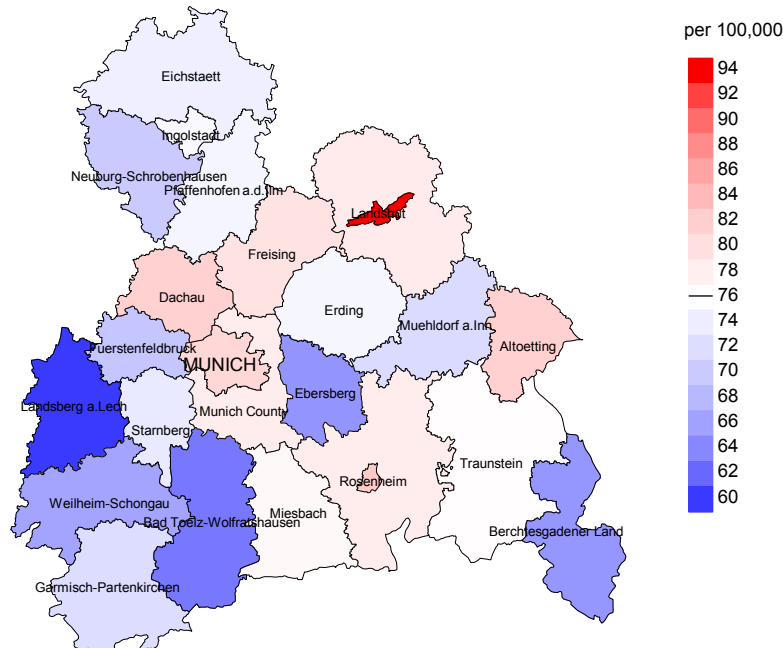 per 100,000
94
92
90
88
86
84
82
80
78
76
74
72
70
68
66
64
62
60
Eichstaett
Ingolstadt
Neuburg-Schrobenhausen
Pfaffenhofen a.d.Ilm
Landshut
Freising
Dachau
Erding
Muehldorf a.Inn
Altoetting
Fuerstenfeldbruck
MUNICH
Ebersberg
Landsberg a.Lech
Munich County
Starnberg
Traunstein
Rosenheim
Weilheim-Schongau
Miesbach
Bad Toelz-Wolfratshausen
Berchtesgadener Land
Garmisch-Partenkirchen